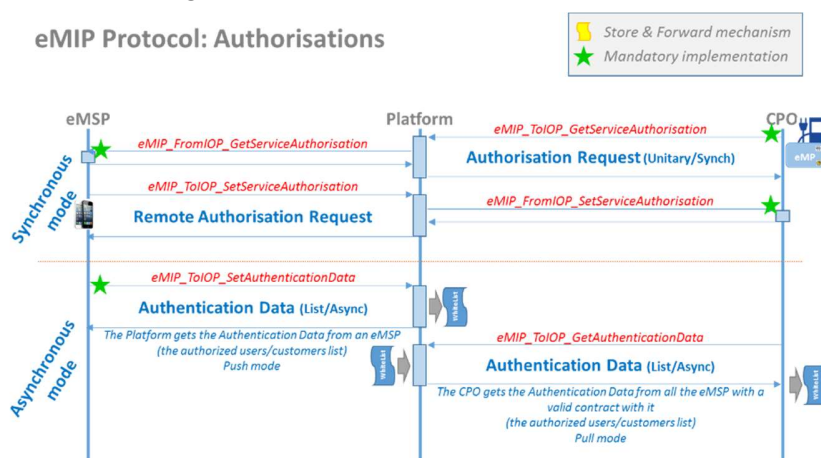 eMIP Protocol: Authorisations
Store & Forward mechanism
Mandatory implementation
eMSP
Platform
CPO
eMIP_ToIOP_GetServiceAuthorisation
eMIP_FromIOP_GetServiceAuthorisation
Authorisation Request (Unitary/Synch)
eMIP_ToIOP_SetServiceAuthorisation
Synchronous
mode
Remote Authorisation Request
eMIP_FromIOP_SetServiceAuthorisation
eMIP_ToIOP_SetAuthenticationData
Authentication Data (List/Async)
WhiteList
The Platform gets the Authentication Data from an eMSP
(the authorized users/customers list)
Push mode
Asynchronous
mode
eMIP_ToIOP_GetAuthenticationData
WhiteList
Authentication Data (List/Async)
WhiteList
The CPO gets the Authentication Data from all the eMSP with a
valid contract with it
(the authorized users/customers list)
Pull mode